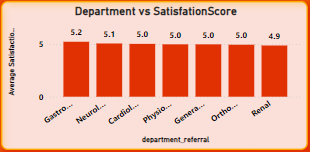 Department vs SatisfationScore
Average Satisfactio...
5
0
5.2
5.1
5.0
5.0
5.0
5.0
4.9
Gastro...
Neurol...
Cardiol...
Physio...
Genera...
Ortho...
Renal
department_referral